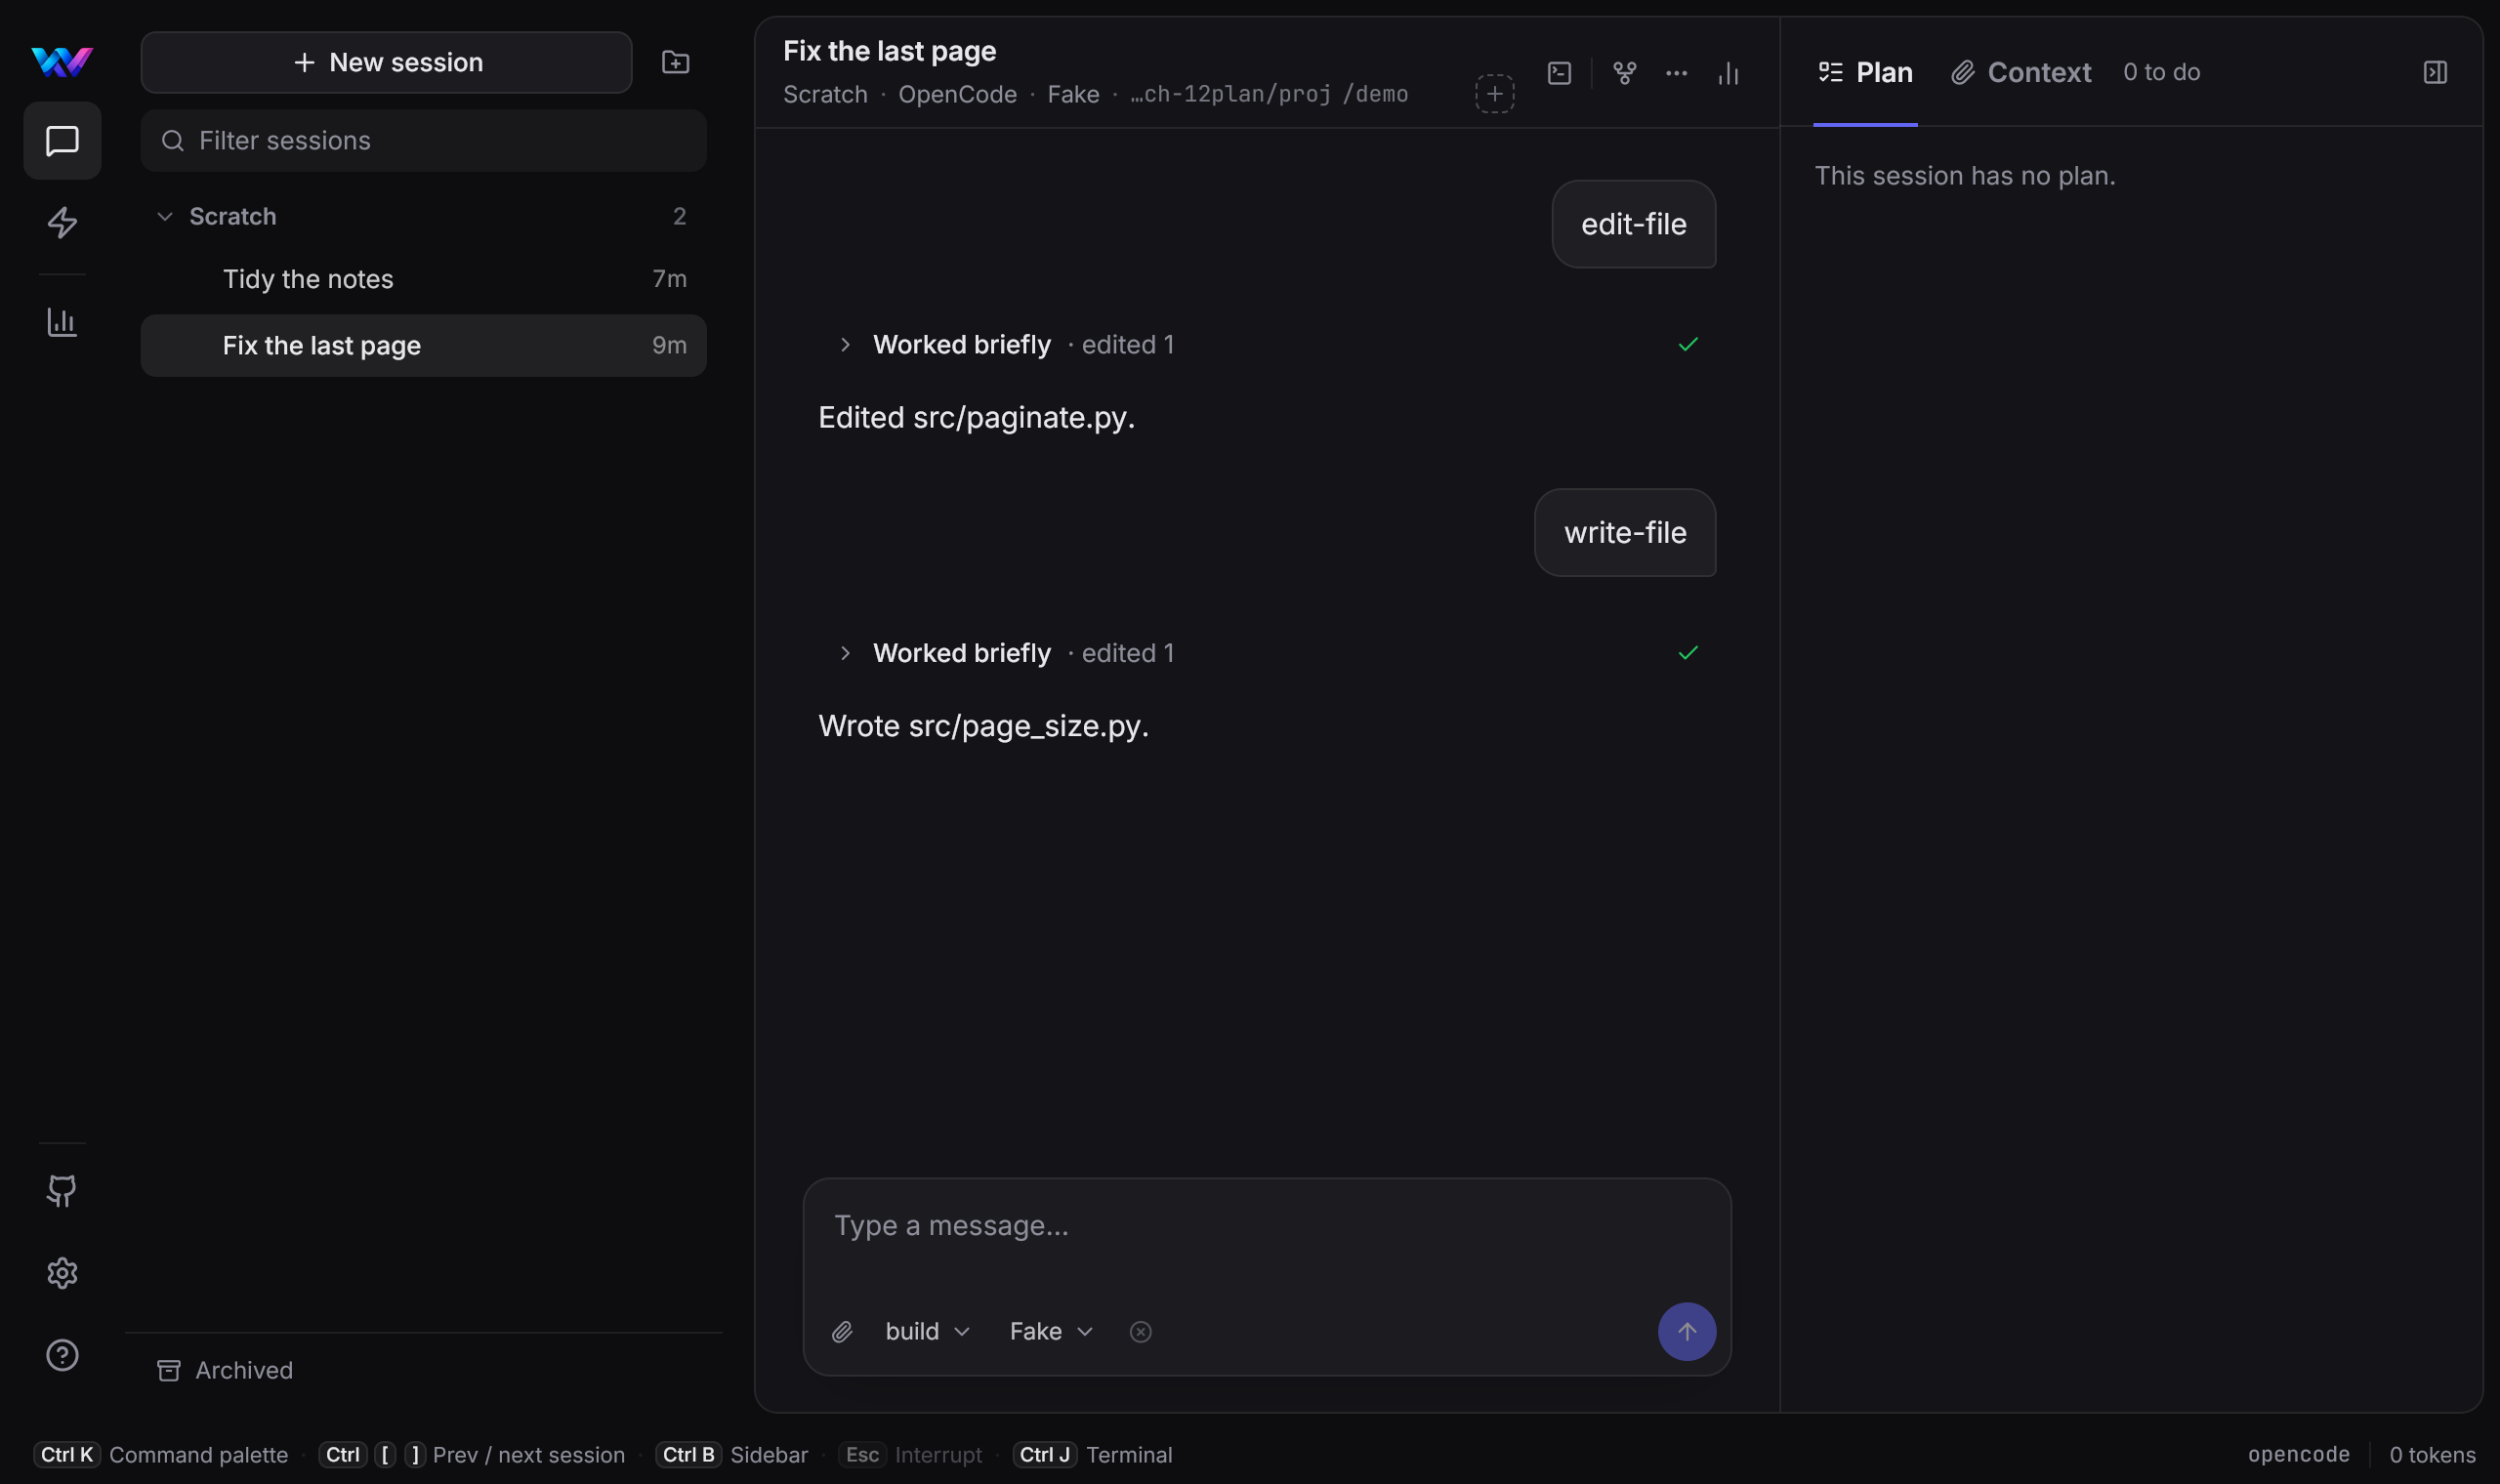 New session
Filter sessions
Scratch 2
Tidy the notes 7m
Fix the last page 9m
Archived
Fix the last page
Scratch · OpenCode · Fake · …ch-12plan/proj /demo
edit-file
Worked briefly · edited 1
Edited src/paginate.py.
write-file
Worked briefly · edited 1
Wrote src/page_size.py.
Type a message...
build Fake
Plan Context 0 to do
This session has no plan.
Ctrl K Command palette · Ctrl [ ] Prev / next session · Ctrl B Sidebar · Esc Interrupt · Ctrl J Terminal
opencode 0 tokens